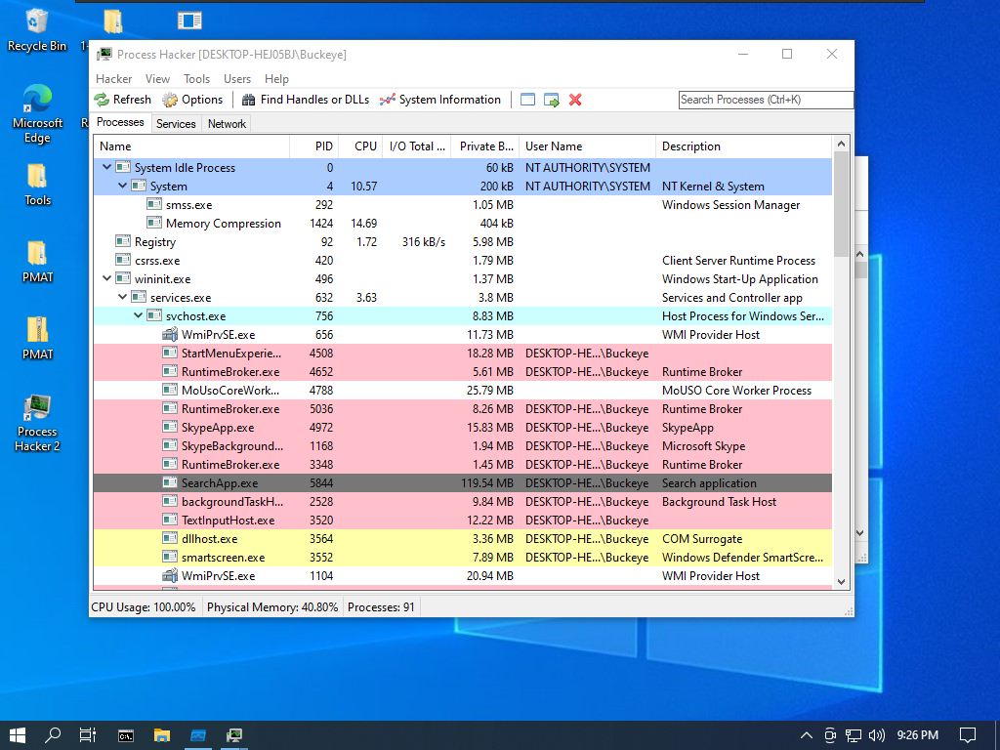 Recycle Bin
Microsoft
Edge
Tools
PMAT
PMAT
Process
Hacker 2
Process Hacker [DESKTOP-HEJ05BJ\Buckeye]
Hacker View Tools Users Help
Refresh Options Find Handles or DLLs System Information Search Processes (Ctrl+K)
Processes Services Network
Name PID CPU I/O Total ... Private B... User Name Description
System Idle Process 0 60 kB NT AUTHORITY\SYSTEM
System 4 10.57 200 kB NT AUTHORITY\SYSTEM NT Kernel & System
smss.exe 292 1.05 MB Windows Session Manager
Memory Compression 1424 14.69 404 kB
Registry 92 1.72 316 kB/s 5.98 MB
csrss.exe 420 1.79 MB Client Server Runtime Process
wininit.exe 496 1.37 MB Windows Start-Up Application
services.exe 632 3.63 3.8 MB Services and Controller app
svchost.exe 756 8.83 MB Host Process for Windows Ser...
WmiPrvSE.exe 656 11.73 MB WMI Provider Host
StartMenuExperie... 4508 18.28 MB DESKTOP-HE...\Buckeye
RuntimeBroker.exe 4652 5.61 MB DESKTOP-HE...\Buckeye Runtime Broker
MoUsoCoreWork... 4788 25.79 MB MoUSO Core Worker Process
RuntimeBroker.exe 5036 8.26 MB DESKTOP-HE...\Buckeye Runtime Broker
SkypeApp.exe 4972 15.83 MB DESKTOP-HE...\Buckeye SkypeApp
SkypeBackground... 1168 1.94 MB DESKTOP-HE...\Buckeye Microsoft Skype
RuntimeBroker.exe 3348 1.45 MB DESKTOP-HE...\Buckeye Runtime Broker
SearchApp.exe 5844 119.54 MB DESKTOP-HE...\Buckeye Search application
backgroundTaskH... 2528 9.84 MB DESKTOP-HE...\Buckeye Background Task Host
TextInputHost.exe 3520 12.22 MB DESKTOP-HE...\Buckeye
dllhost.exe 3564 3.36 MB DESKTOP-HE...\Buckeye COM Surrogate
smartscreen.exe 3552 7.89 MB DESKTOP-HE...\Buckeye Windows Defender SmartScre...
WmiPrvSE.exe 1104 20.94 MB WMI Provider Host
CPU Usage: 100.00% Physical Memory: 40.80% Processes: 91
9:26 PM